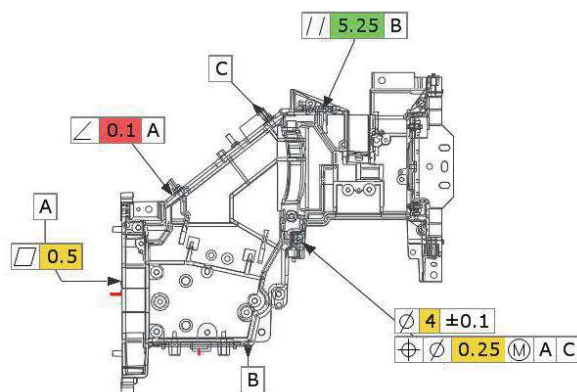 // 5.25 B
C
∠ 0.1 A
A
⏥ 0.5
⌀ 4 ±0.1
⌖ ⌀ 0.25 Ⓜ A C
B